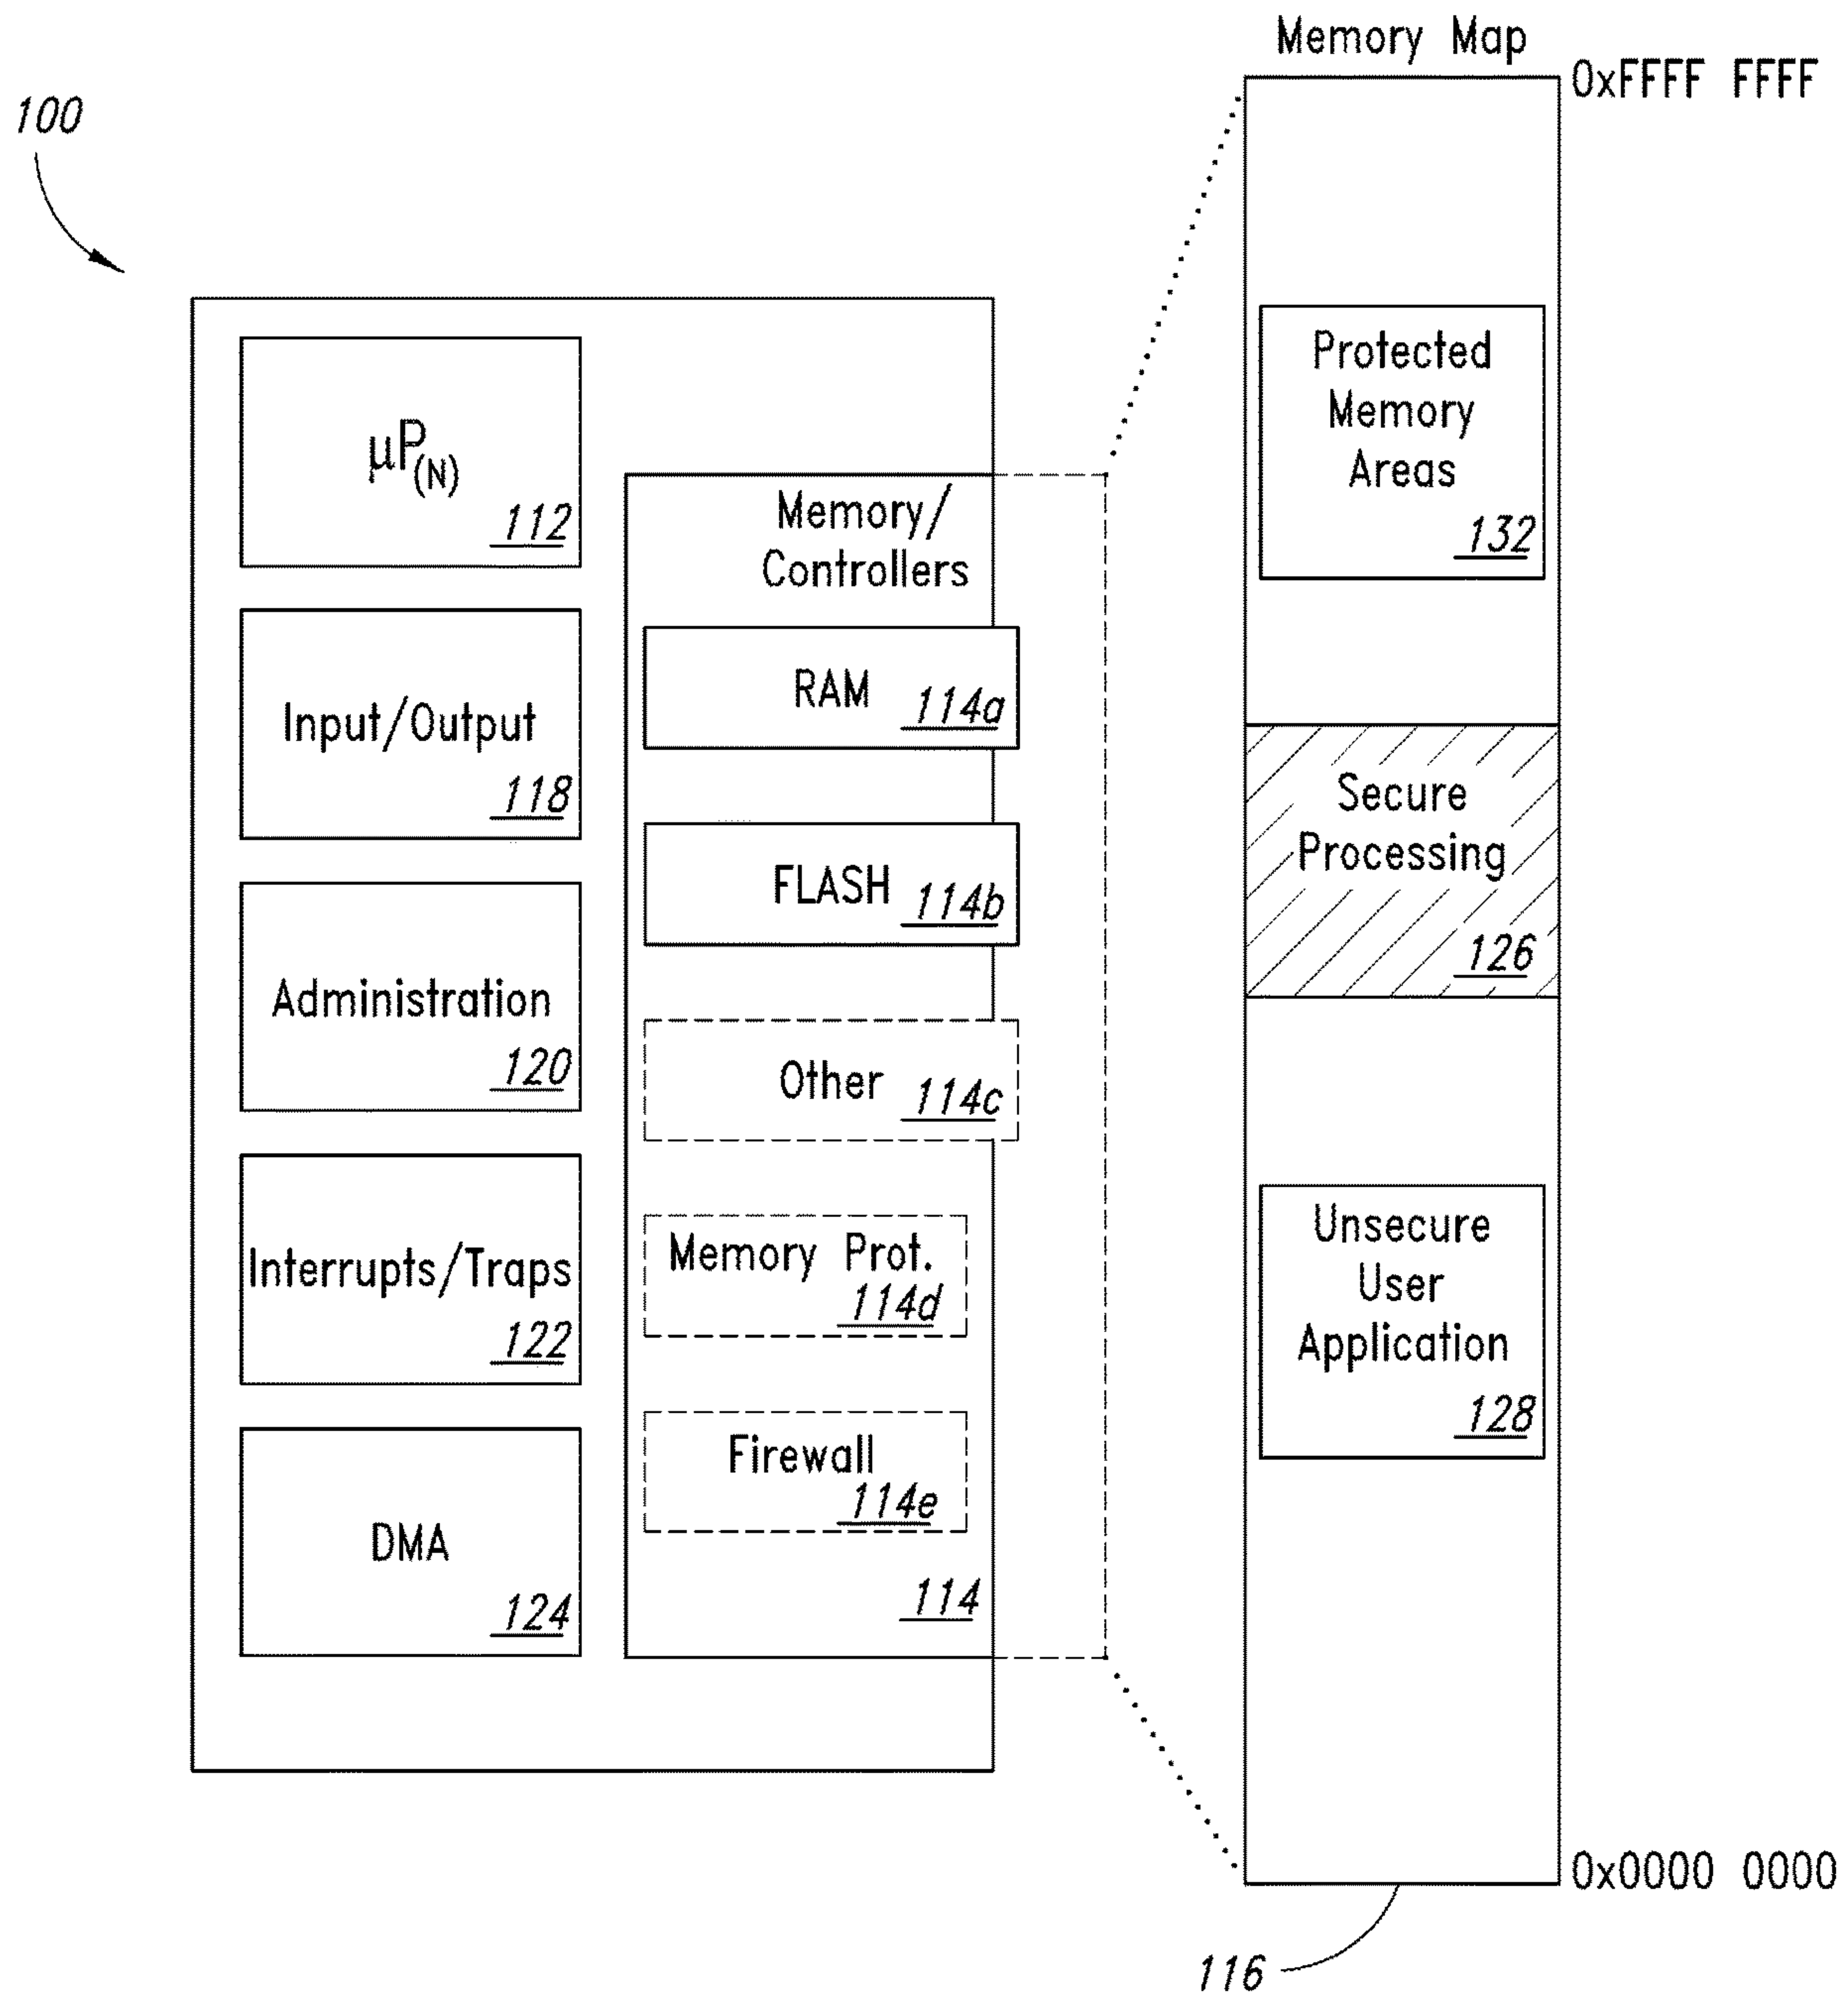 Memory Map
0xFFFF FFFF
100
µP(N)
112
Input/Output
118
Administration
120
Interrupts/Traps
122
DMA
124
Memory/
Controllers
RAM 114a
FLASH 114b
Other 114c
Memory Prot.
114d
Firewall
114e
114
Protected
Memory
Areas
132
Secure
Processing
126
Unsecure
User
Application
128
0x0000 0000
116